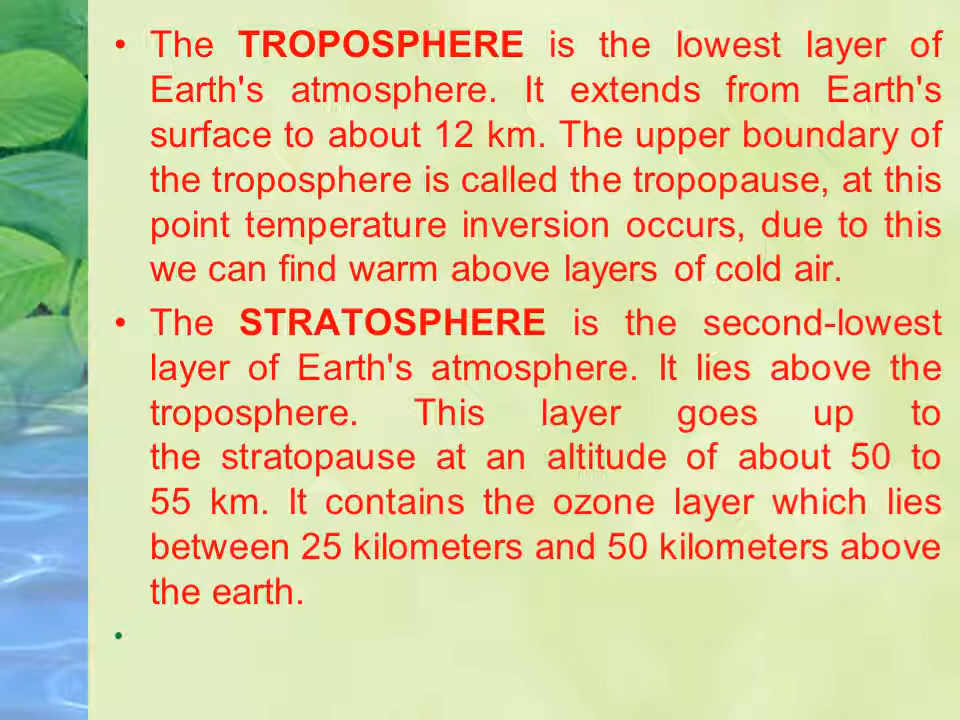 • The TROPOSPHERE is the lowest layer of
Earth's atmosphere. It extends from Earth's
surface to about 12 km. The upper boundary of
the troposphere is called the tropopause, at this
point temperature inversion occurs, due to this
we can find warm above layers of cold air.
• The STRATOSPHERE is the second-lowest
layer of Earth's atmosphere. It lies above the
troposphere. This layer goes up to
the stratopause at an altitude of about 50 to
55 km. It contains the ozone layer which lies
between 25 kilometers and 50 kilometers above
the earth.
•